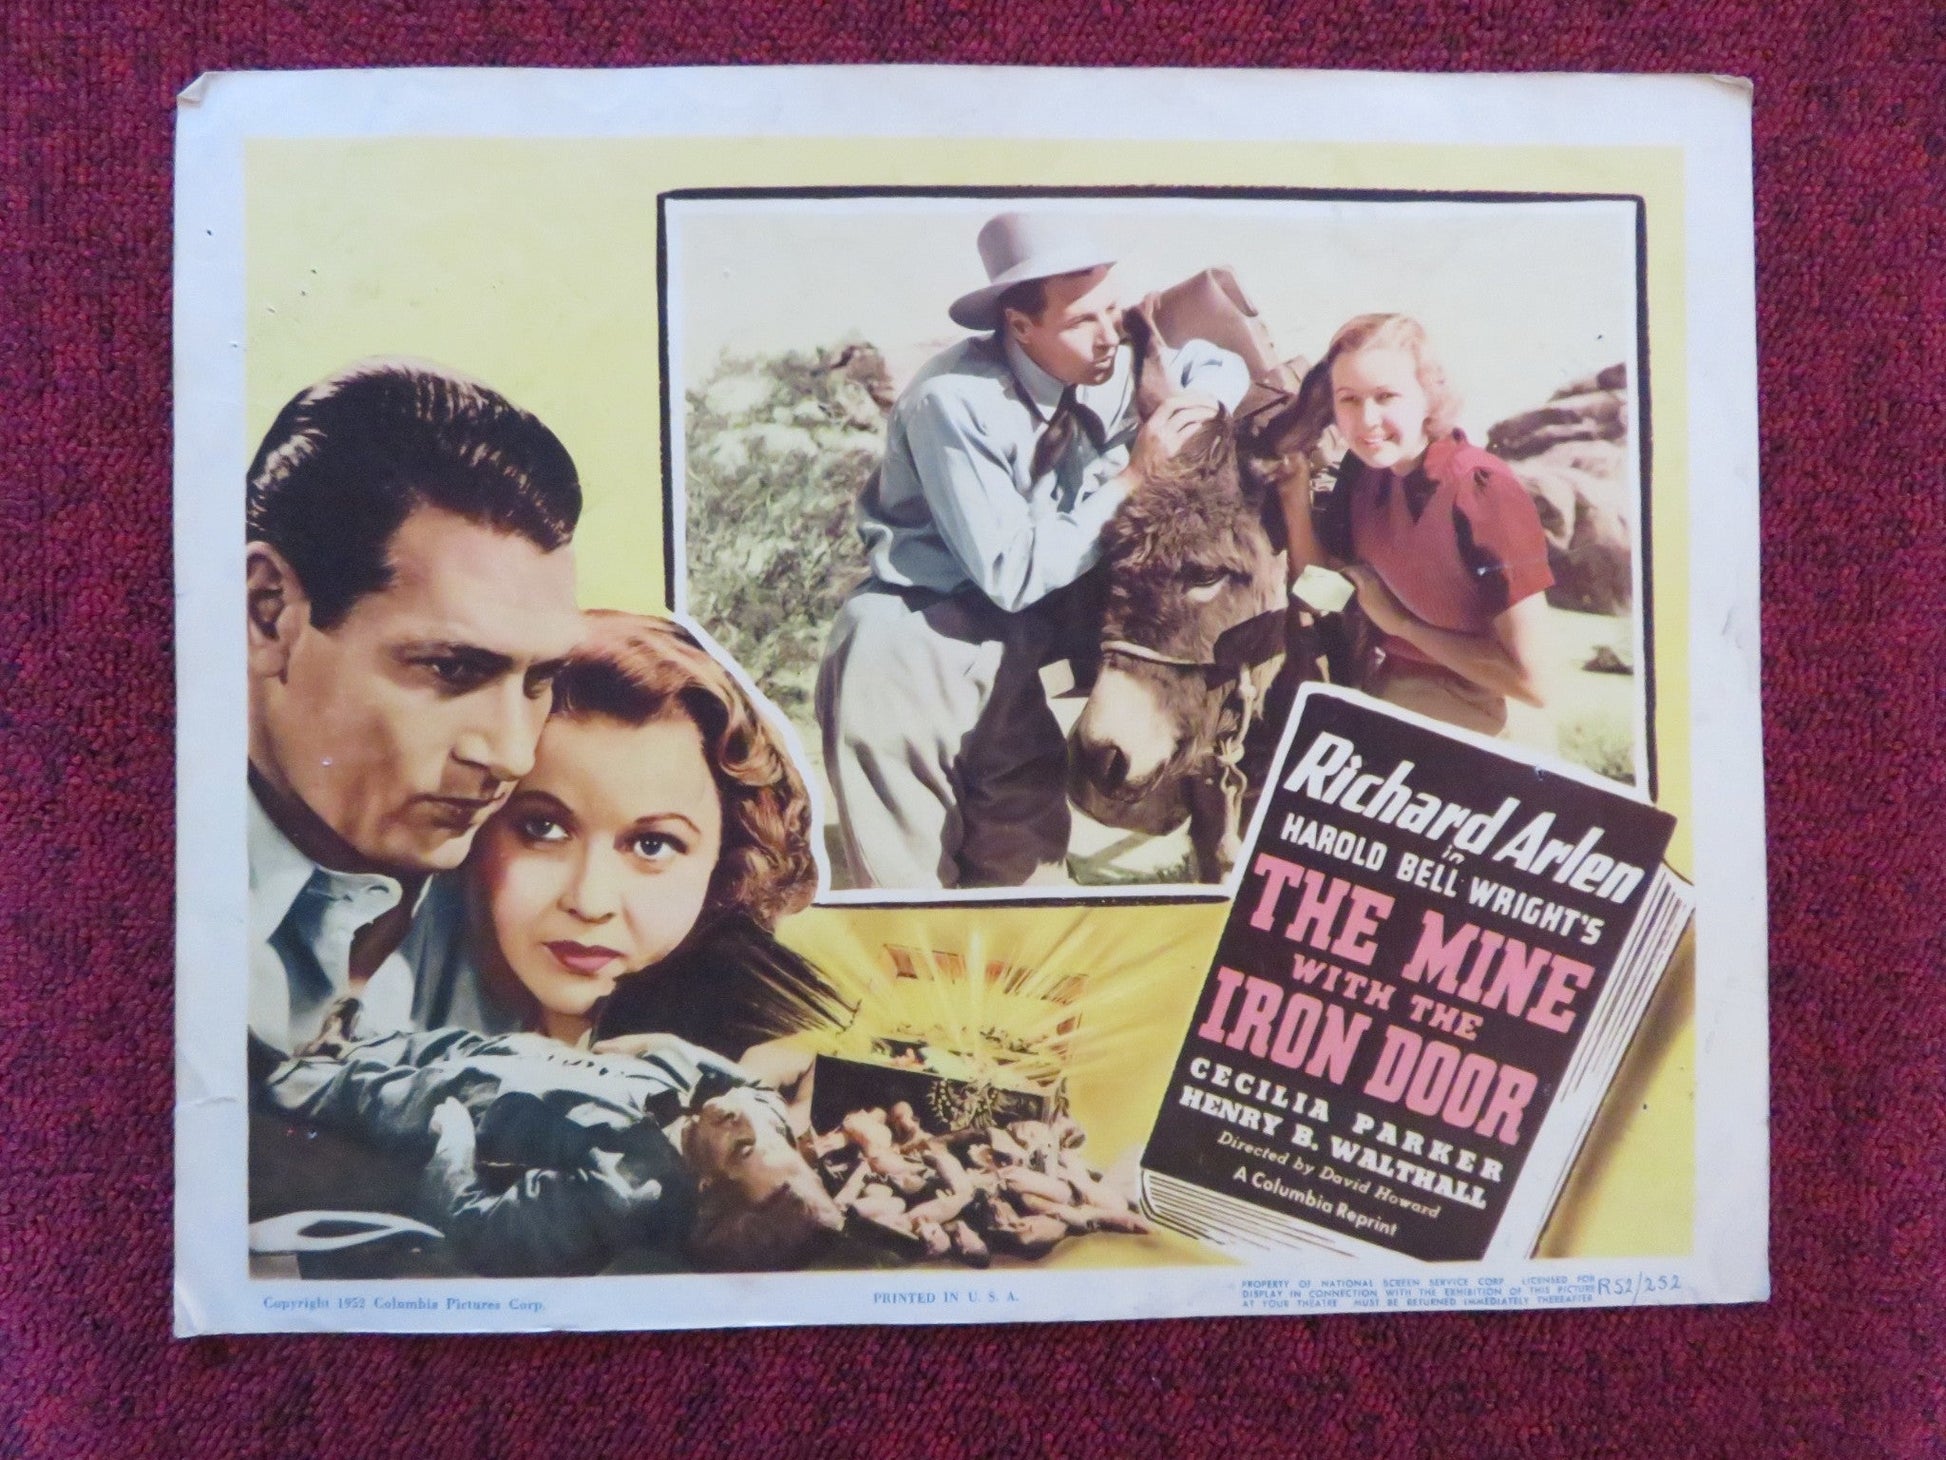 Richard Arlen
in
HAROLD BELL WRIGHT'S
THE MINE
WITH THE
IRON DOOR
CECILIA PARKER
HENRY B. WALTHALL
Directed by David Howard
A Columbia Reprint
Copyright 1952 Columbia Pictures Corp.
PRINTED IN U. S. A.
PROPERTY OF NATIONAL SCREEN SERVICE CORP. LICENSED FOR
DISPLAY IN CONNECTION WITH THE EXHIBITION OF THIS PICTURE
AT YOUR THEATRE MUST BE RETURNED IMMEDIATELY THEREAFTER
R52/252